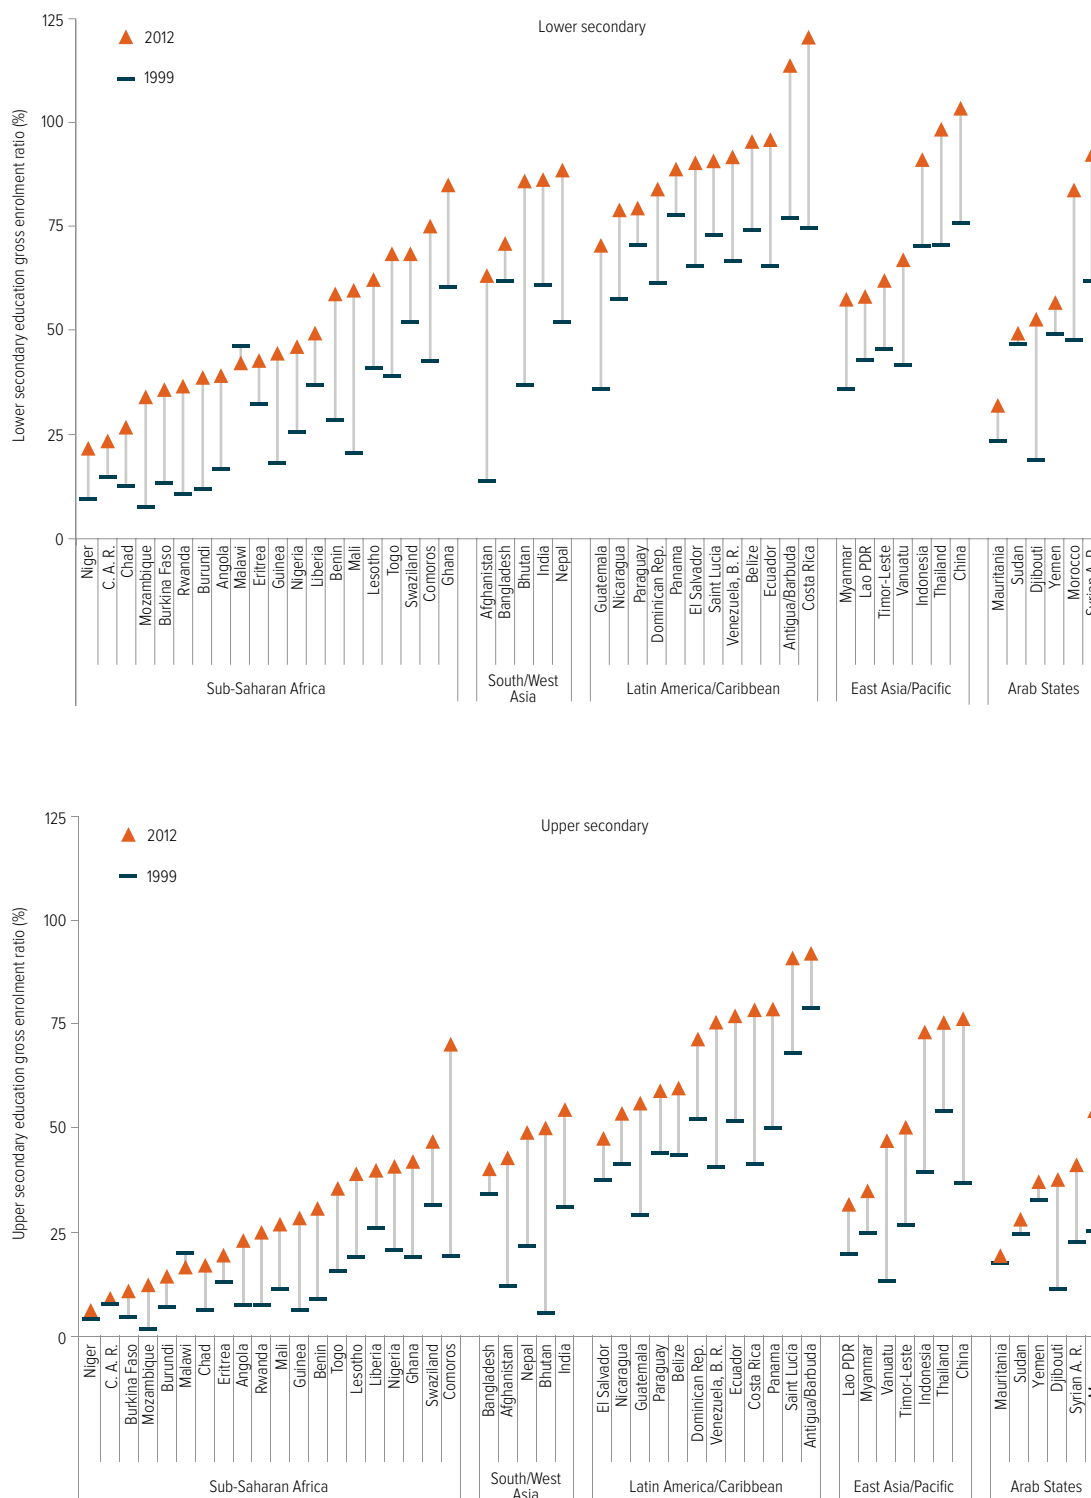 125
Lower secondary
2012
1999
100
75
50
25
0
Lower secondary education gross enrolment ratio (%)
Niger
C. A. R.
Chad
Mozambique
Burkina Faso
Rwanda
Burundi
Angola
Malawi
Eritrea
Guinea
Nigeria
Liberia
Benin
Mali
Lesotho
Togo
Swaziland
Comoros
Ghana
Afghanistan
Bangladesh
Bhutan
India
Nepal
Guatemala
Nicaragua
Paraguay
Dominican Rep.
Panama
El Salvador
Saint Lucia
Venezuela, B. R.
Belize
Ecuador
Antigua/Barbuda
Costa Rica
Myanmar
Lao PDR
Timor-Leste
Vanuatu
Indonesia
Thailand
China
Mauritania
Sudan
Djibouti
Yemen
Morocco
Syrian A. R.
Sub-Saharan Africa
South/West
Asia
Latin America/Caribbean
East Asia/Pacific
Arab States
125
Upper secondary
2012
1999
100
75
50
25
0
Upper secondary education gross enrolment ratio (%)
Niger
C. A. R.
Burkina Faso
Mozambique
Burundi
Malawi
Chad
Eritrea
Angola
Rwanda
Mali
Guinea
Benin
Togo
Lesotho
Liberia
Nigeria
Ghana
Swaziland
Comoros
Bangladesh
Afghanistan
Nepal
Bhutan
India
El Salvador
Nicaragua
Guatemala
Paraguay
Belize
Dominican Rep.
Venezuela, B. R.
Ecuador
Costa Rica
Panama
Saint Lucia
Antigua/Barbuda
Lao PDR
Myanmar
Vanuatu
Timor-Leste
Indonesia
Thailand
China
Mauritania
Sudan
Yemen
Djibouti
Syrian A. R.
Sub-Saharan Africa
South/West
Asia
Latin America/Caribbean
East Asia/Pacific
Arab States